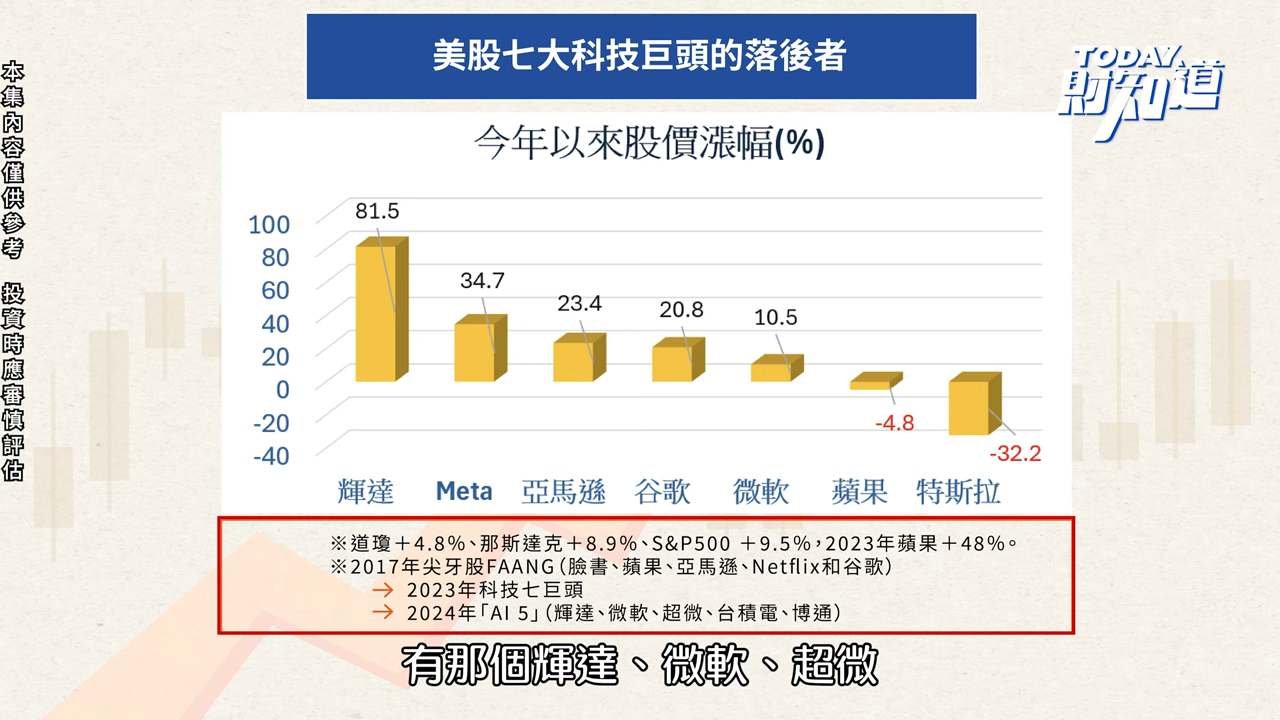 美股七大科技巨頭的落後者
TODAY
財知道
本集內容僅供參考 投資時應審慎評估
今年以來股價漲幅(%)
100
80
60
40
20
0
-20
-40
81.5
34.7
23.4
20.8
10.5
-4.8
-32.2
輝達 Meta 亞馬遜 谷歌 微軟 蘋果 特斯拉
※道瓊＋4.8%、那斯達克＋8.9%、S&P500 ＋9.5%，2023年蘋果＋48%。
※2017年尖牙股FAANG（臉書、蘋果、亞馬遜、Netflix和谷歌）
→ 2023年科技七巨頭
→ 2024年「AI 5」（輝達、微軟、超微、台積電、博通）
有那個輝達、微軟、超微